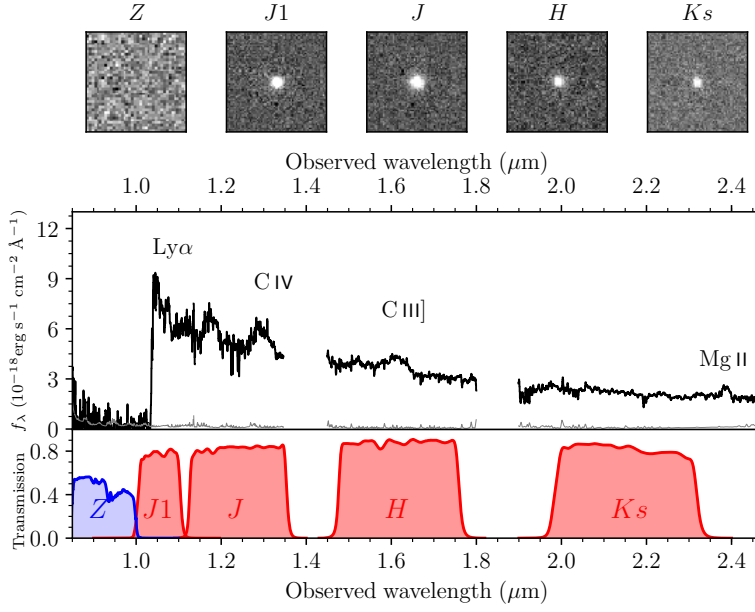 Z J1 J H Ks
Observed wavelength (μm)
1.0 1.2 1.4 1.6 1.8 2.0 2.2 2.4
12
9
6
3
0
f_λ (10⁻¹⁸erg s⁻¹ cm⁻² Å⁻¹)
Lyα
C IV
C III]
Mg II
0.8
0.4
0.0
Transmission
Z J1 J H Ks
1.0 1.2 1.4 1.6 1.8 2.0 2.2 2.4
Observed wavelength (μm)